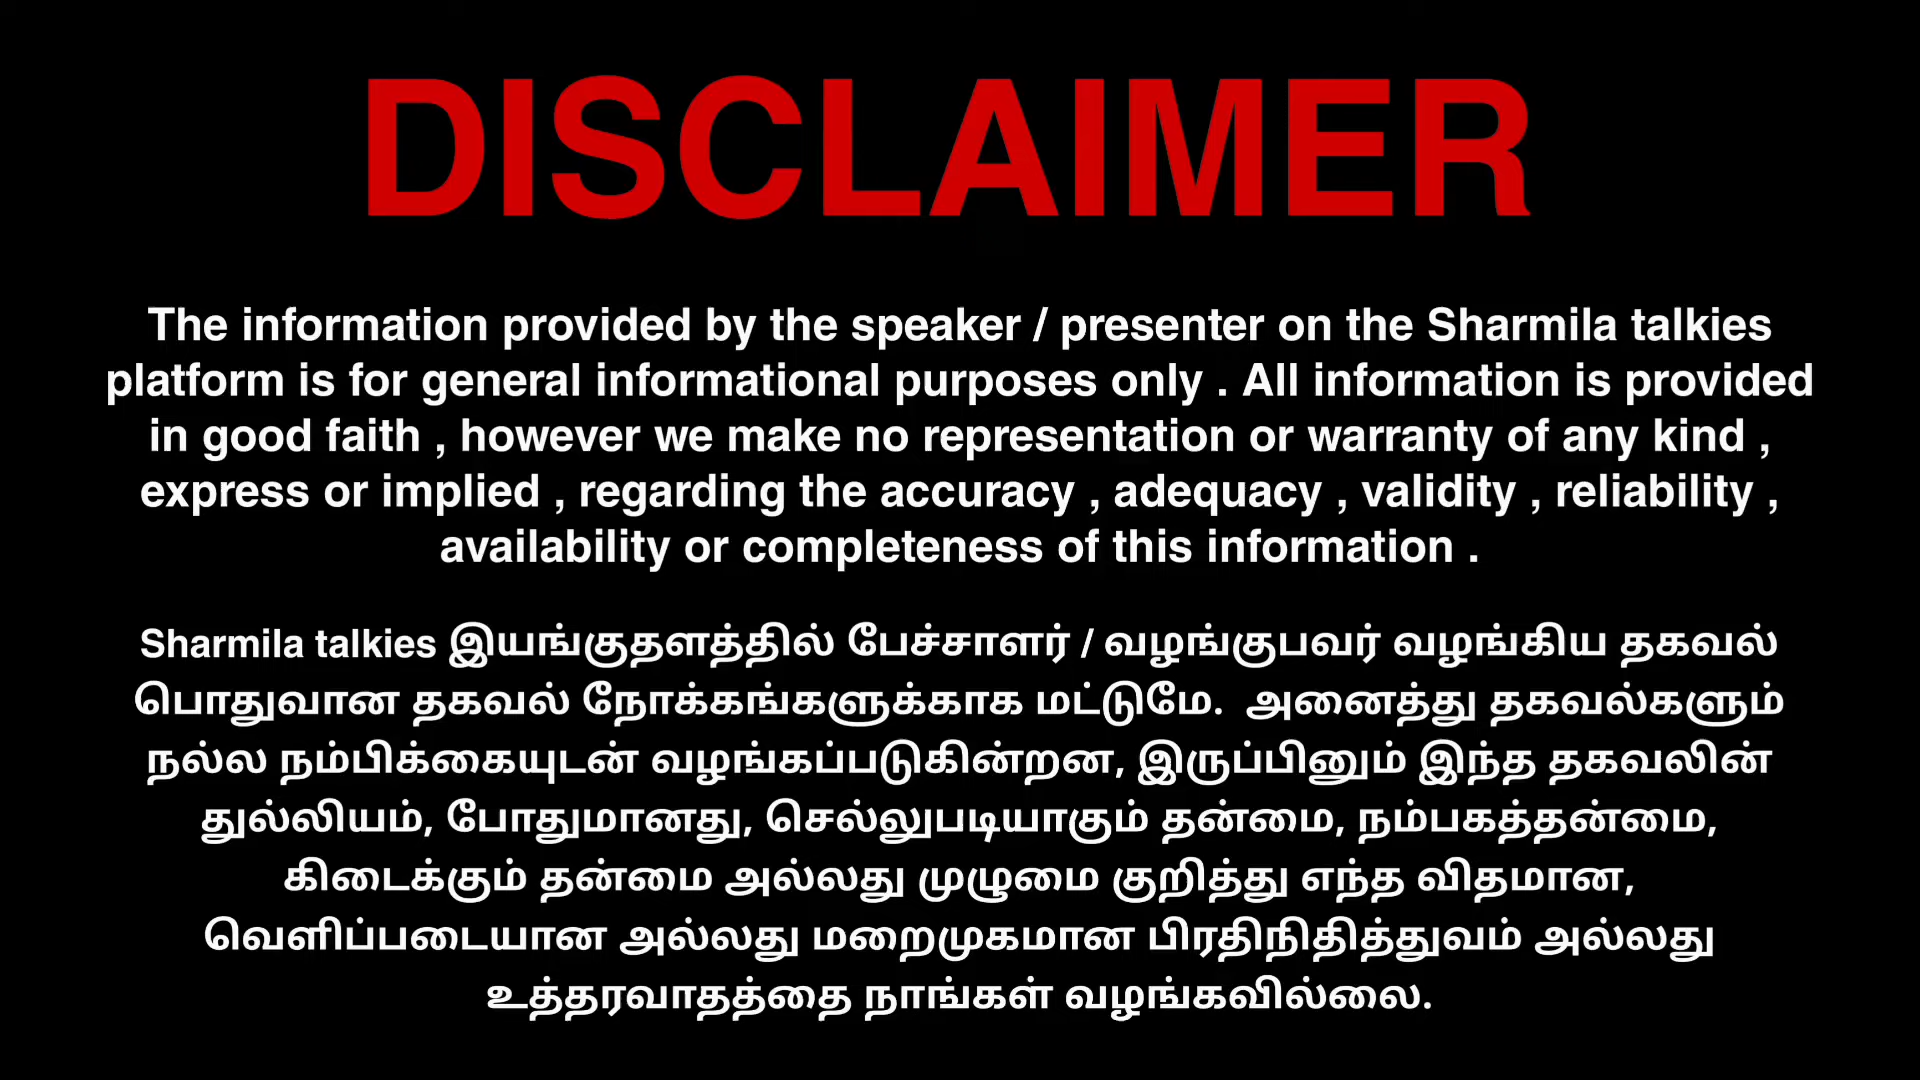 DISCLAIMER
The information provided by the speaker / presenter on the Sharmila talkies
platform is for general informational purposes only . All information is provided
in good faith , however we make no representation or warranty of any kind ,
express or implied , regarding the accuracy , adequacy , validity , reliability ,
availability or completeness of this information .
Sharmila talkies இயங்குதளத்தில் பேச்சாளர் / வழங்குபவர் வழங்கிய தகவல்
பொதுவான தகவல் நோக்கங்களுக்காக மட்டுமே.  அனைத்து தகவல்களும்
நல்ல நம்பிக்கையுடன் வழங்கப்படுகின்றன, இருப்பினும் இந்த தகவலின்
துல்லியம், போதுமானது, செல்லுபடியாகும் தன்மை, நம்பகத்தன்மை,
கிடைக்கும் தன்மை அல்லது முழுமை குறித்து எந்த விதமான,
வெளிப்படையான அல்லது மறைமுகமான பிரதிநிதித்துவம் அல்லது
உத்தரவாதத்தை நாங்கள் வழங்கவில்லை.